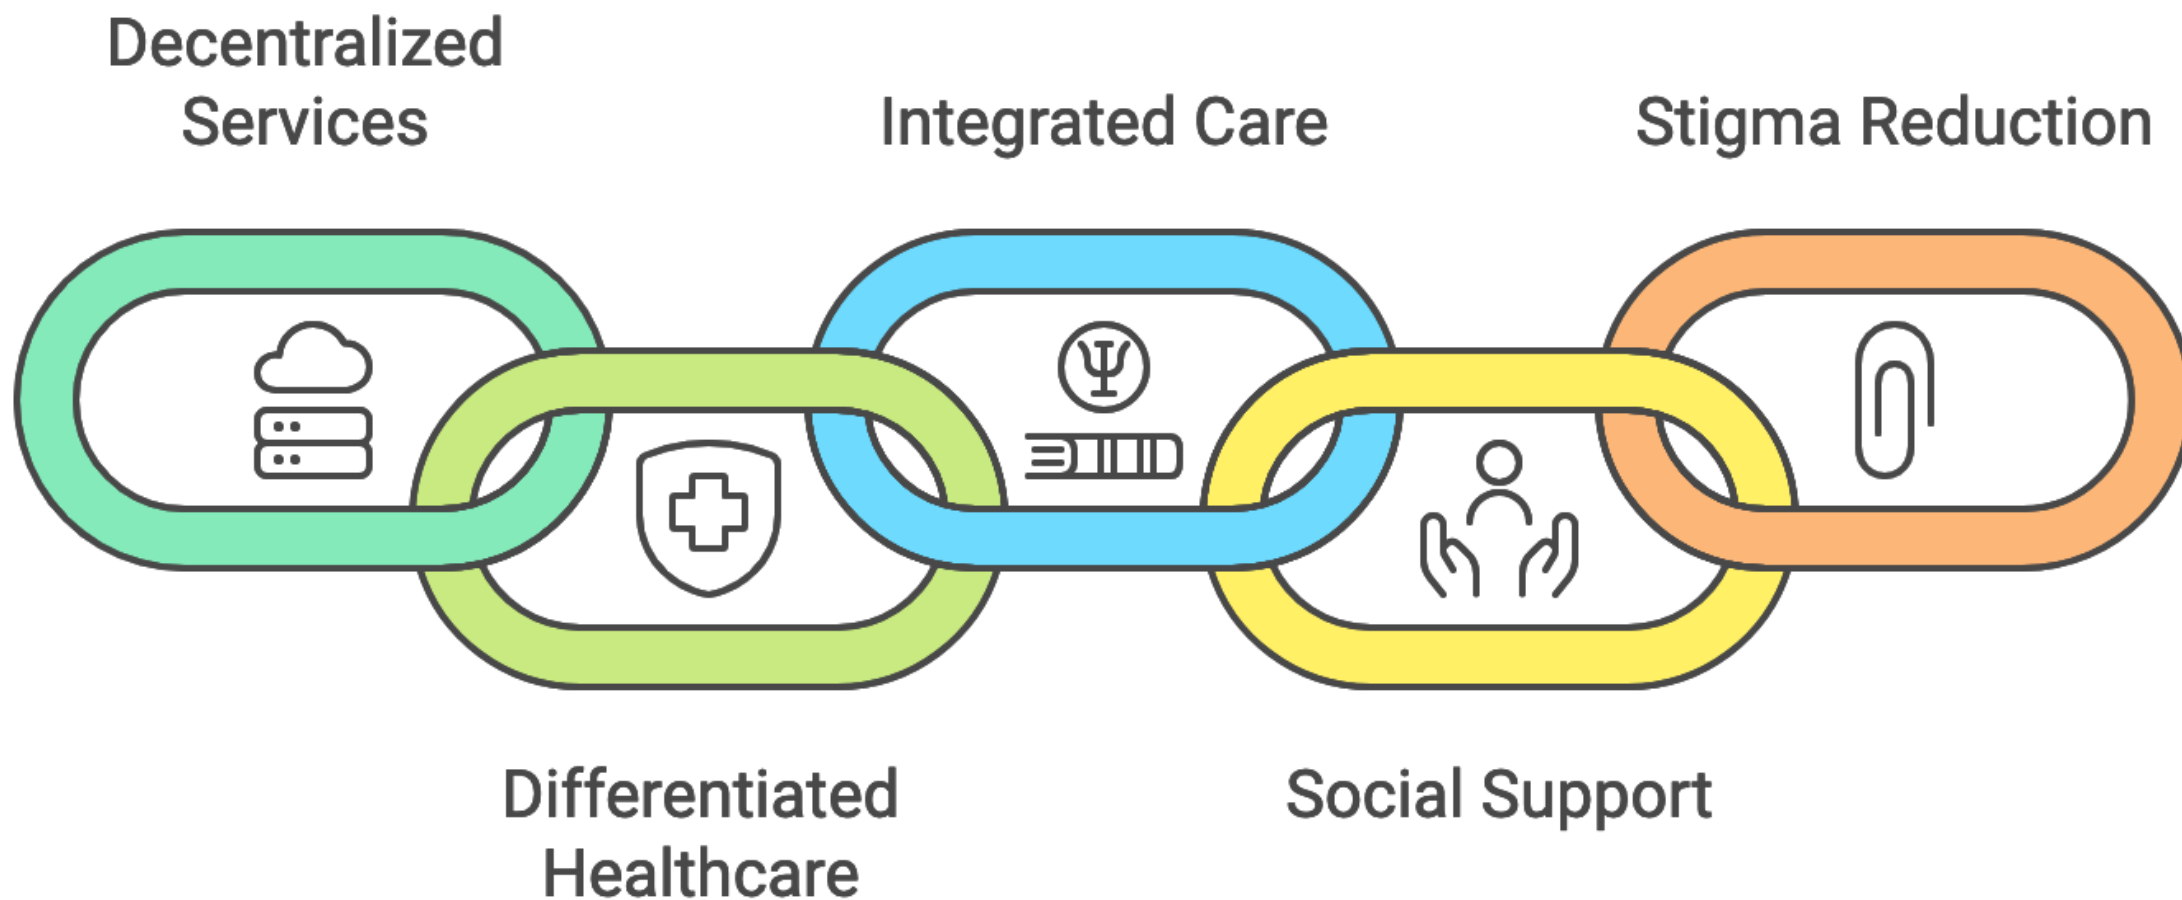 Decentralized
Services
Integrated Care
Stigma Reduction
Differentiated
Healthcare
Social Support